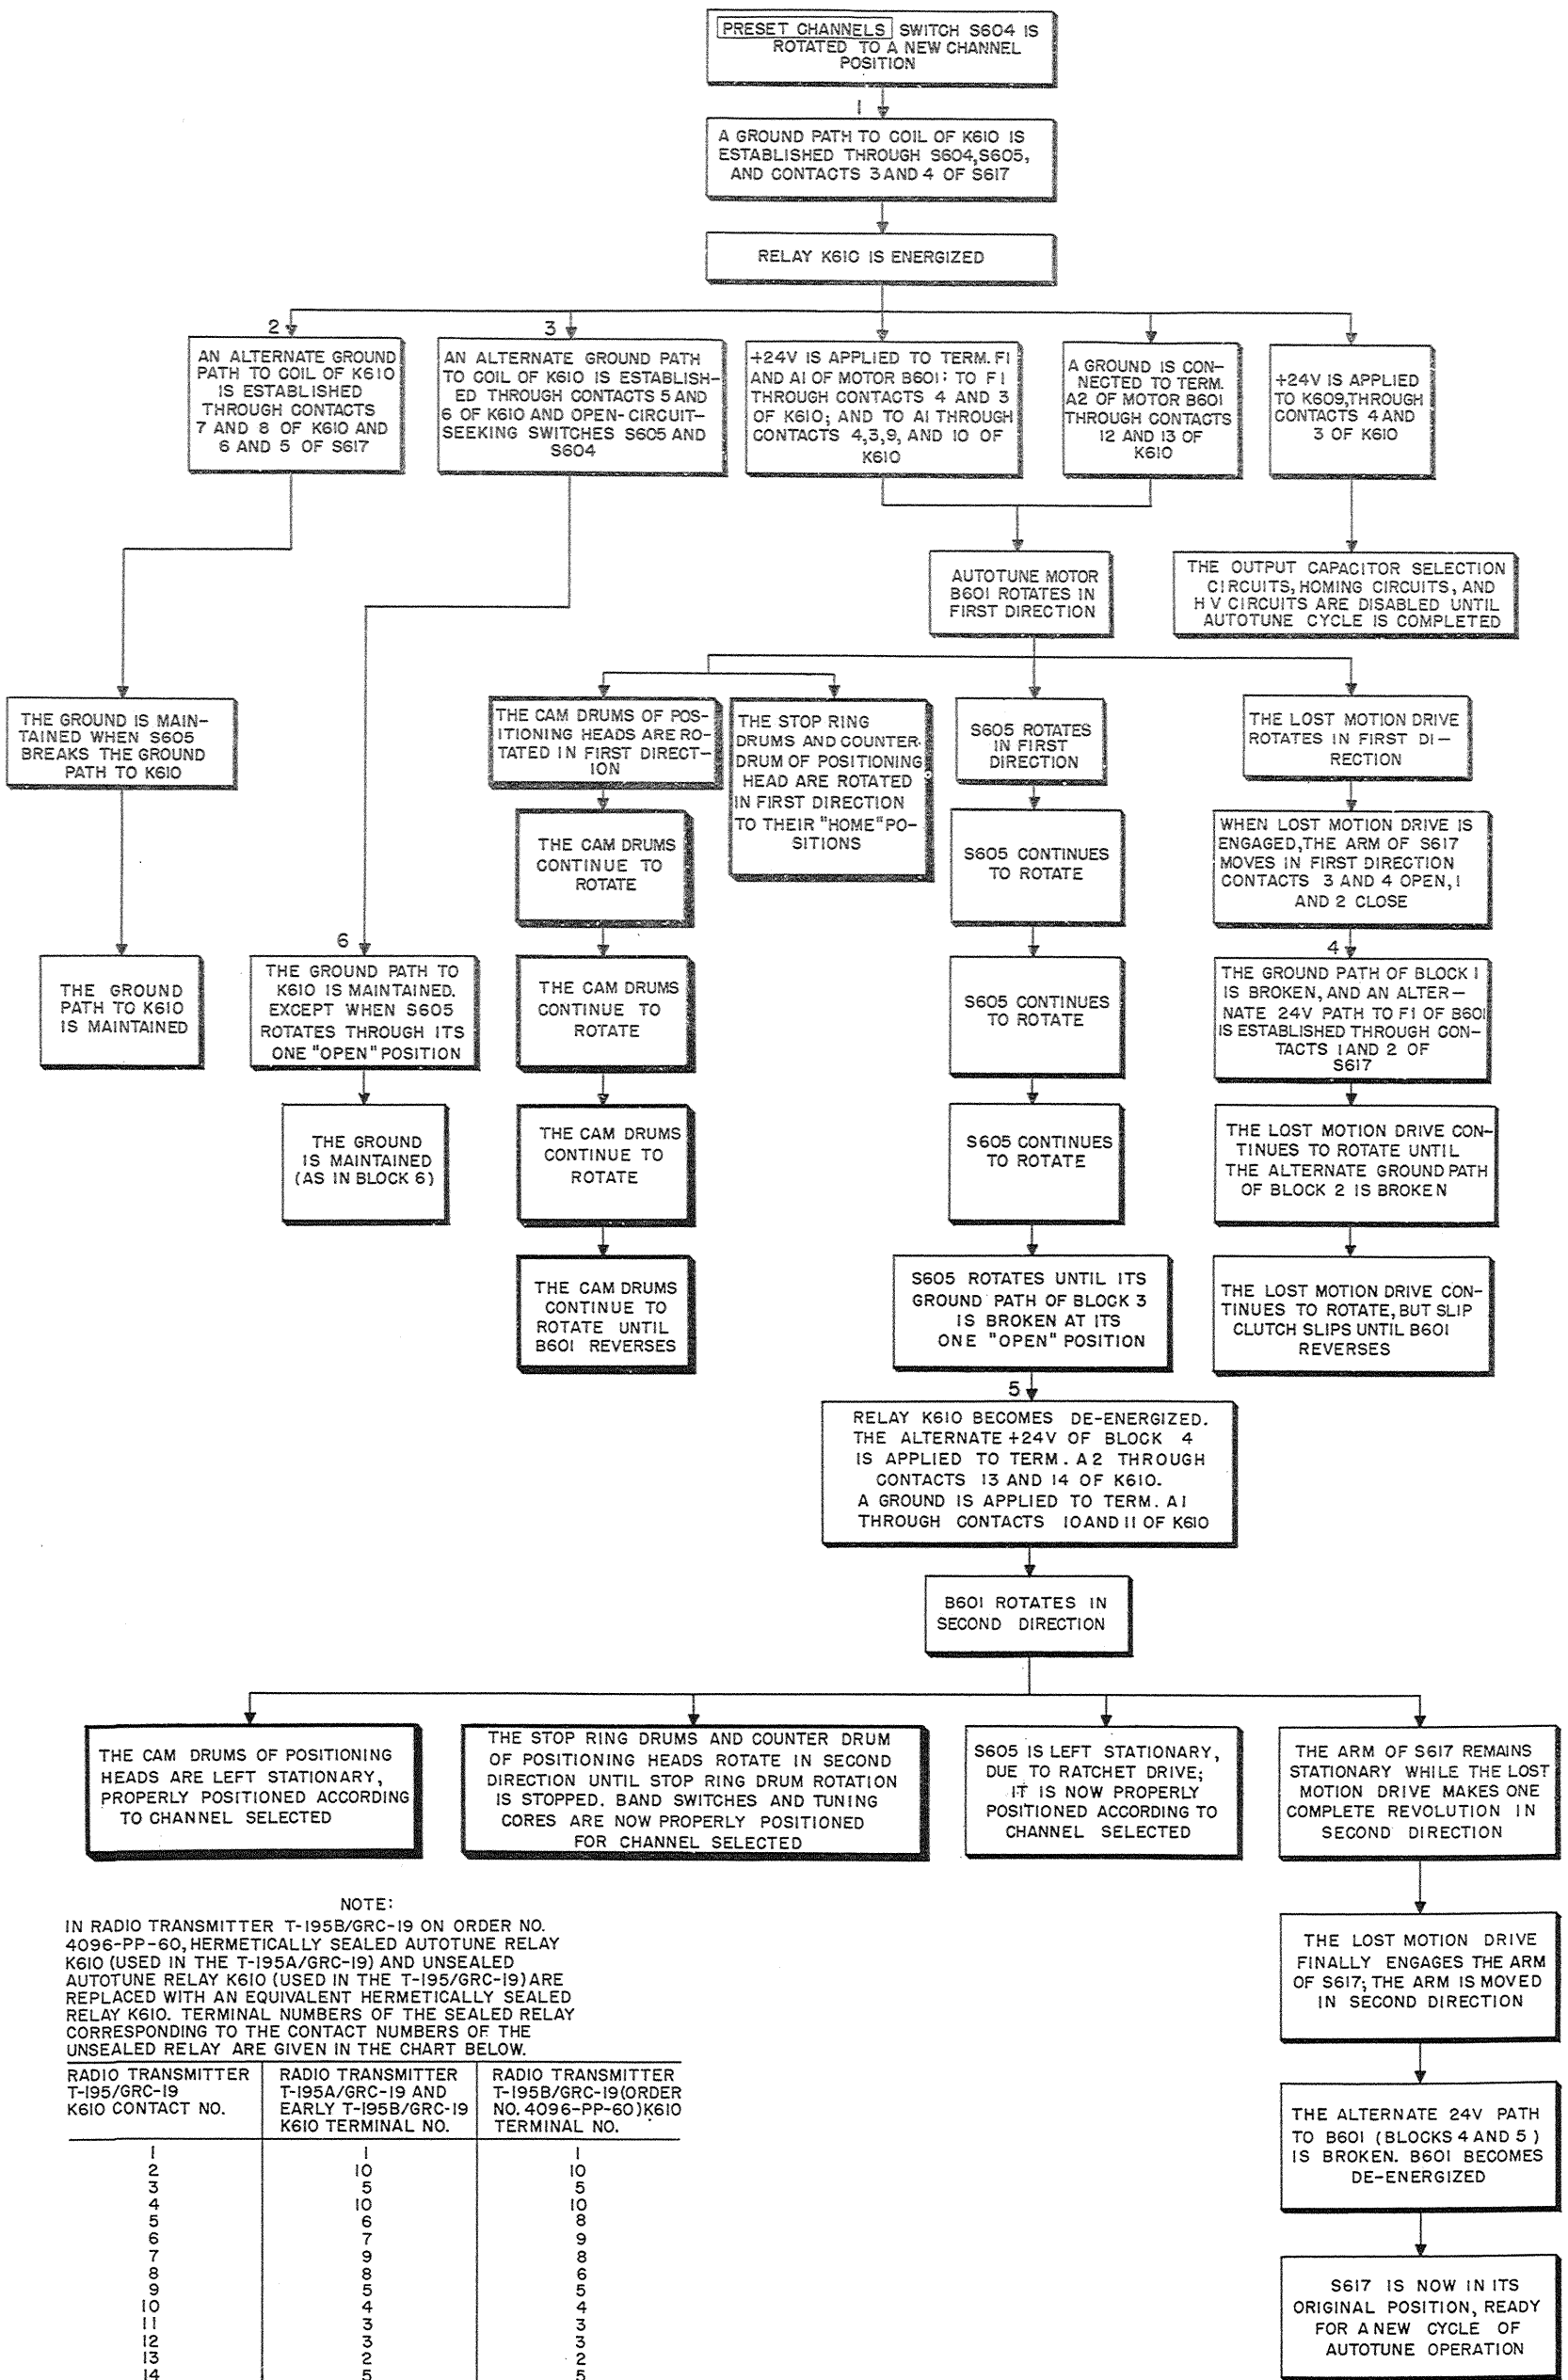 PRESET CHANNELS SWITCH S604 IS
ROTATED TO A NEW CHANNEL
POSITION
1
A GROUND PATH TO COIL OF K610 IS
ESTABLISHED THROUGH S604,S605,
AND CONTACTS 3 AND 4 OF S617
RELAY K610 IS ENERGIZED
2
AN ALTERNATE GROUND
PATH TO COIL OF K610
IS ESTABLISHED
THROUGH CONTACTS
7 AND 8 OF K610 AND
6 AND 5 OF S617
3
AN ALTERNATE GROUND PATH
TO COIL OF K610 IS ESTABLISH-
ED THROUGH CONTACTS 5 AND
6 OF K610 AND OPEN-CIRCUIT-
SEEKING SWITCHES S605 AND
S604
+24V IS APPLIED TO TERM. F1
AND A1 OF MOTOR B601: TO F1
THROUGH CONTACTS 4 AND 3
OF K610; AND TO A1 THROUGH
CONTACTS 4,3,9, AND 10 OF
K610
A GROUND IS CON-
NECTED TO TERM.
A2 OF MOTOR B601
THROUGH CONTACTS
12 AND 13 OF
K610
+24V IS APPLIED
TO K609,THROUGH
CONTACTS 4 AND
3 OF K610
AUTOTUNE MOTOR
B601 ROTATES IN
FIRST DIRECTION
THE OUTPUT CAPACITOR SELECTION
CIRCUITS, HOMING CIRCUITS, AND
HV CIRCUITS ARE DISABLED UNTIL
AUTOTUNE CYCLE IS COMPLETED
THE GROUND IS MAIN-
TAINED WHEN S605
BREAKS THE GROUND
PATH TO K610
THE CAM DRUMS OF POS-
ITIONING HEADS ARE RO-
TATED IN FIRST DIRECT-
ION
THE STOP RING
DRUMS AND COUNTER-
DRUM OF POSITIONING
HEAD ARE ROTATED
IN FIRST DIRECTION
TO THEIR "HOME" PO-
SITIONS
S605 ROTATES
IN FIRST
DIRECTION
THE LOST MOTION DRIVE
ROTATES IN FIRST DI-
RECTION
THE CAM DRUMS
CONTINUE TO
ROTATE
S605 CONTINUES
TO ROTATE
WHEN LOST MOTION DRIVE IS
ENGAGED, THE ARM OF S617
MOVES IN FIRST DIRECTION
CONTACTS 3 AND 4 OPEN, 1
AND 2 CLOSE
THE GROUND
PATH TO K610
IS MAINTAINED
6
THE GROUND PATH TO
K610 IS MAINTAINED.
EXCEPT WHEN S605
ROTATES THROUGH ITS
ONE "OPEN" POSITION
THE CAM DRUMS
CONTINUE TO
ROTATE
S605 CONTINUES
TO ROTATE
4
THE GROUND PATH OF BLOCK 1
IS BROKEN, AND AN ALTER-
NATE 24V PATH TO F1 OF B601
IS ESTABLISHED THROUGH CON-
TACTS 1 AND 2 OF
S617
THE GROUND
IS MAINTAINED
(AS IN BLOCK 6)
THE CAM DRUMS
CONTINUE TO
ROTATE
S605 CONTINUES
TO ROTATE
THE LOST MOTION DRIVE CON-
TINUES TO ROTATE UNTIL
THE ALTERNATE GROUND PATH
OF BLOCK 2 IS BROKEN
THE CAM DRUMS
CONTINUE TO
ROTATE UNTIL
B601 REVERSES
S605 ROTATES UNTIL ITS
GROUND PATH OF BLOCK 3
IS BROKEN AT ITS
ONE "OPEN" POSITION
THE LOST MOTION DRIVE CON-
TINUES TO ROTATE, BUT SLIP
CLUTCH SLIPS UNTIL B601
REVERSES
5
RELAY K610 BECOMES DE-ENERGIZED.
THE ALTERNATE +24V OF BLOCK 4
IS APPLIED TO TERM. A2 THROUGH
CONTACTS 13 AND 14 OF K610.
A GROUND IS APPLIED TO TERM. A1
THROUGH CONTACTS 10 AND 11 OF K610
B601 ROTATES IN
SECOND DIRECTION
THE CAM DRUMS OF POSITIONING
HEADS ARE LEFT STATIONARY,
PROPERLY POSITIONED ACCORDING
TO CHANNEL SELECTED
THE STOP RING DRUMS AND COUNTER DRUM
OF POSITIONING HEADS ROTATE IN SECOND
DIRECTION UNTIL STOP RING DRUM ROTATION
IS STOPPED. BAND SWITCHES AND TUNING
CORES ARE NOW PROPERLY POSITIONED
FOR CHANNEL SELECTED
S605 IS LEFT STATIONARY,
DUE TO RATCHET DRIVE;
IT IS NOW PROPERLY
POSITIONED ACCORDING TO
CHANNEL SELECTED
THE ARM OF S617 REMAINS
STATIONARY WHILE THE LOST
MOTION DRIVE MAKES ONE
COMPLETE REVOLUTION IN
SECOND DIRECTION
THE LOST MOTION DRIVE
FINALLY ENGAGES THE ARM
OF S617; THE ARM IS MOVED
IN SECOND DIRECTION
THE ALTERNATE 24V PATH
TO B601 (BLOCKS 4 AND 5)
IS BROKEN. B601 BECOMES
DE-ENERGIZED
S617 IS NOW IN ITS
ORIGINAL POSITION, READY
FOR A NEW CYCLE OF
AUTOTUNE OPERATION
NOTE:
IN RADIO TRANSMITTER T-195B/GRC-19 ON ORDER NO.
4096-PP-60, HERMETICALLY SEALED AUTOTUNE RELAY
K610 (USED IN THE T-195A/GRC-19) AND UNSEALED
AUTOTUNE RELAY K610 (USED IN THE T-195/GRC-19) ARE
REPLACED WITH AN EQUIVALENT HERMETICALLY SEALED
RELAY K610. TERMINAL NUMBERS OF THE SEALED RELAY
CORRESPONDING TO THE CONTACT NUMBERS OF THE
UNSEALED RELAY ARE GIVEN IN THE CHART BELOW.
RADIO TRANSMITTER
T-195/GRC-19
K610 CONTACT NO.
RADIO TRANSMITTER
T-195A/GRC-19 AND
EARLY T-195B/GRC-19
K610 TERMINAL NO.
RADIO TRANSMITTER
T-195B/GRC-19 (ORDER
NO. 4096-PP-60) K610
TERMINAL NO.
1 1 1
2 10 10
3 5 5
4 10 10
5 6 8
6 7 9
7 9 8
8 8 6
9 5 5
10 4 4
11 3 3
12 3 3
13 2 2
14 5 5